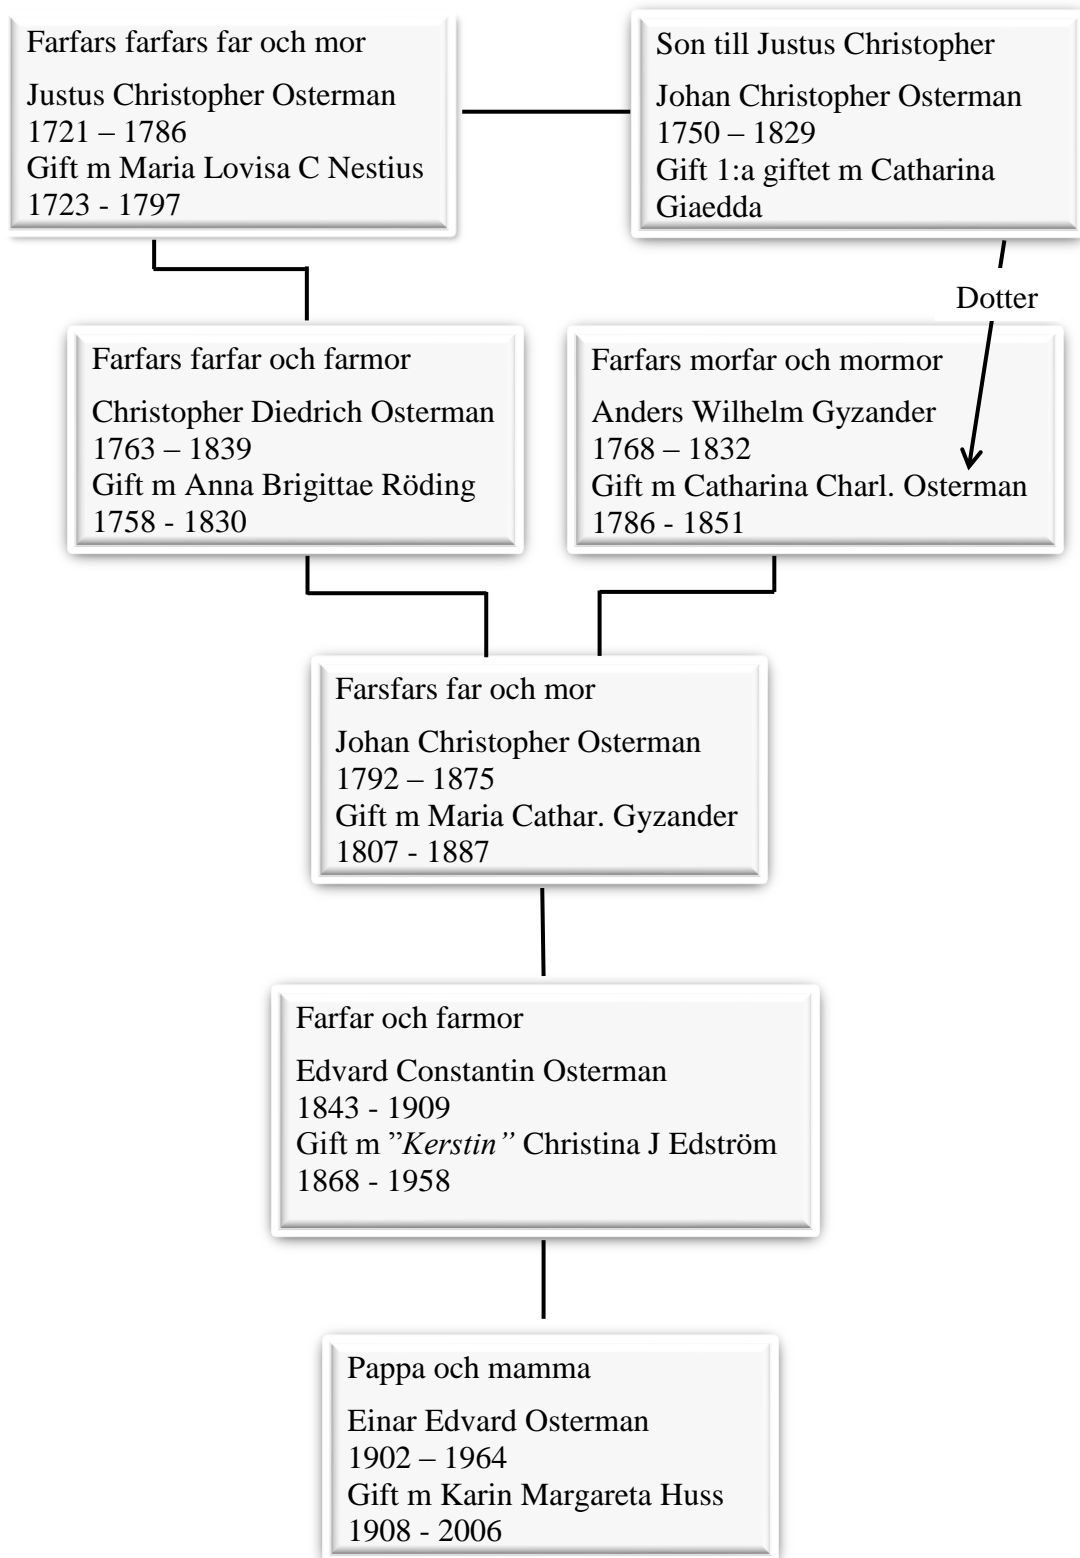 Farfars farfars far och mor
Justus Christopher Osterman
1721 – 1786
Gift m Maria Lovisa C Nestius
1723 - 1797
Son till Justus Christopher
Johan Christopher Osterman
1750 – 1829
Gift 1:a giftet m Catharina
Giaedda
Dotter
Farfars farfar och farmor
Christopher Diedrich Osterman
1763 – 1839
Gift m Anna Brigittae Röding
1758 - 1830
Farfars morfar och mormor
Anders Wilhelm Gyzander
1768 – 1832
Gift m Catharina Charl. Osterman
1786 - 1851
Farsfars far och mor
Johan Christopher Osterman
1792 – 1875
Gift m Maria Cathar. Gyzander
1807 - 1887
Farfar och farmor
Edvard Constantin Osterman
1843 - 1909
Gift m ”Kerstin” Christina J Edström
1868 - 1958
Pappa och mamma
Einar Edvard Osterman
1902 – 1964
Gift m Karin Margareta Huss
1908 - 2006